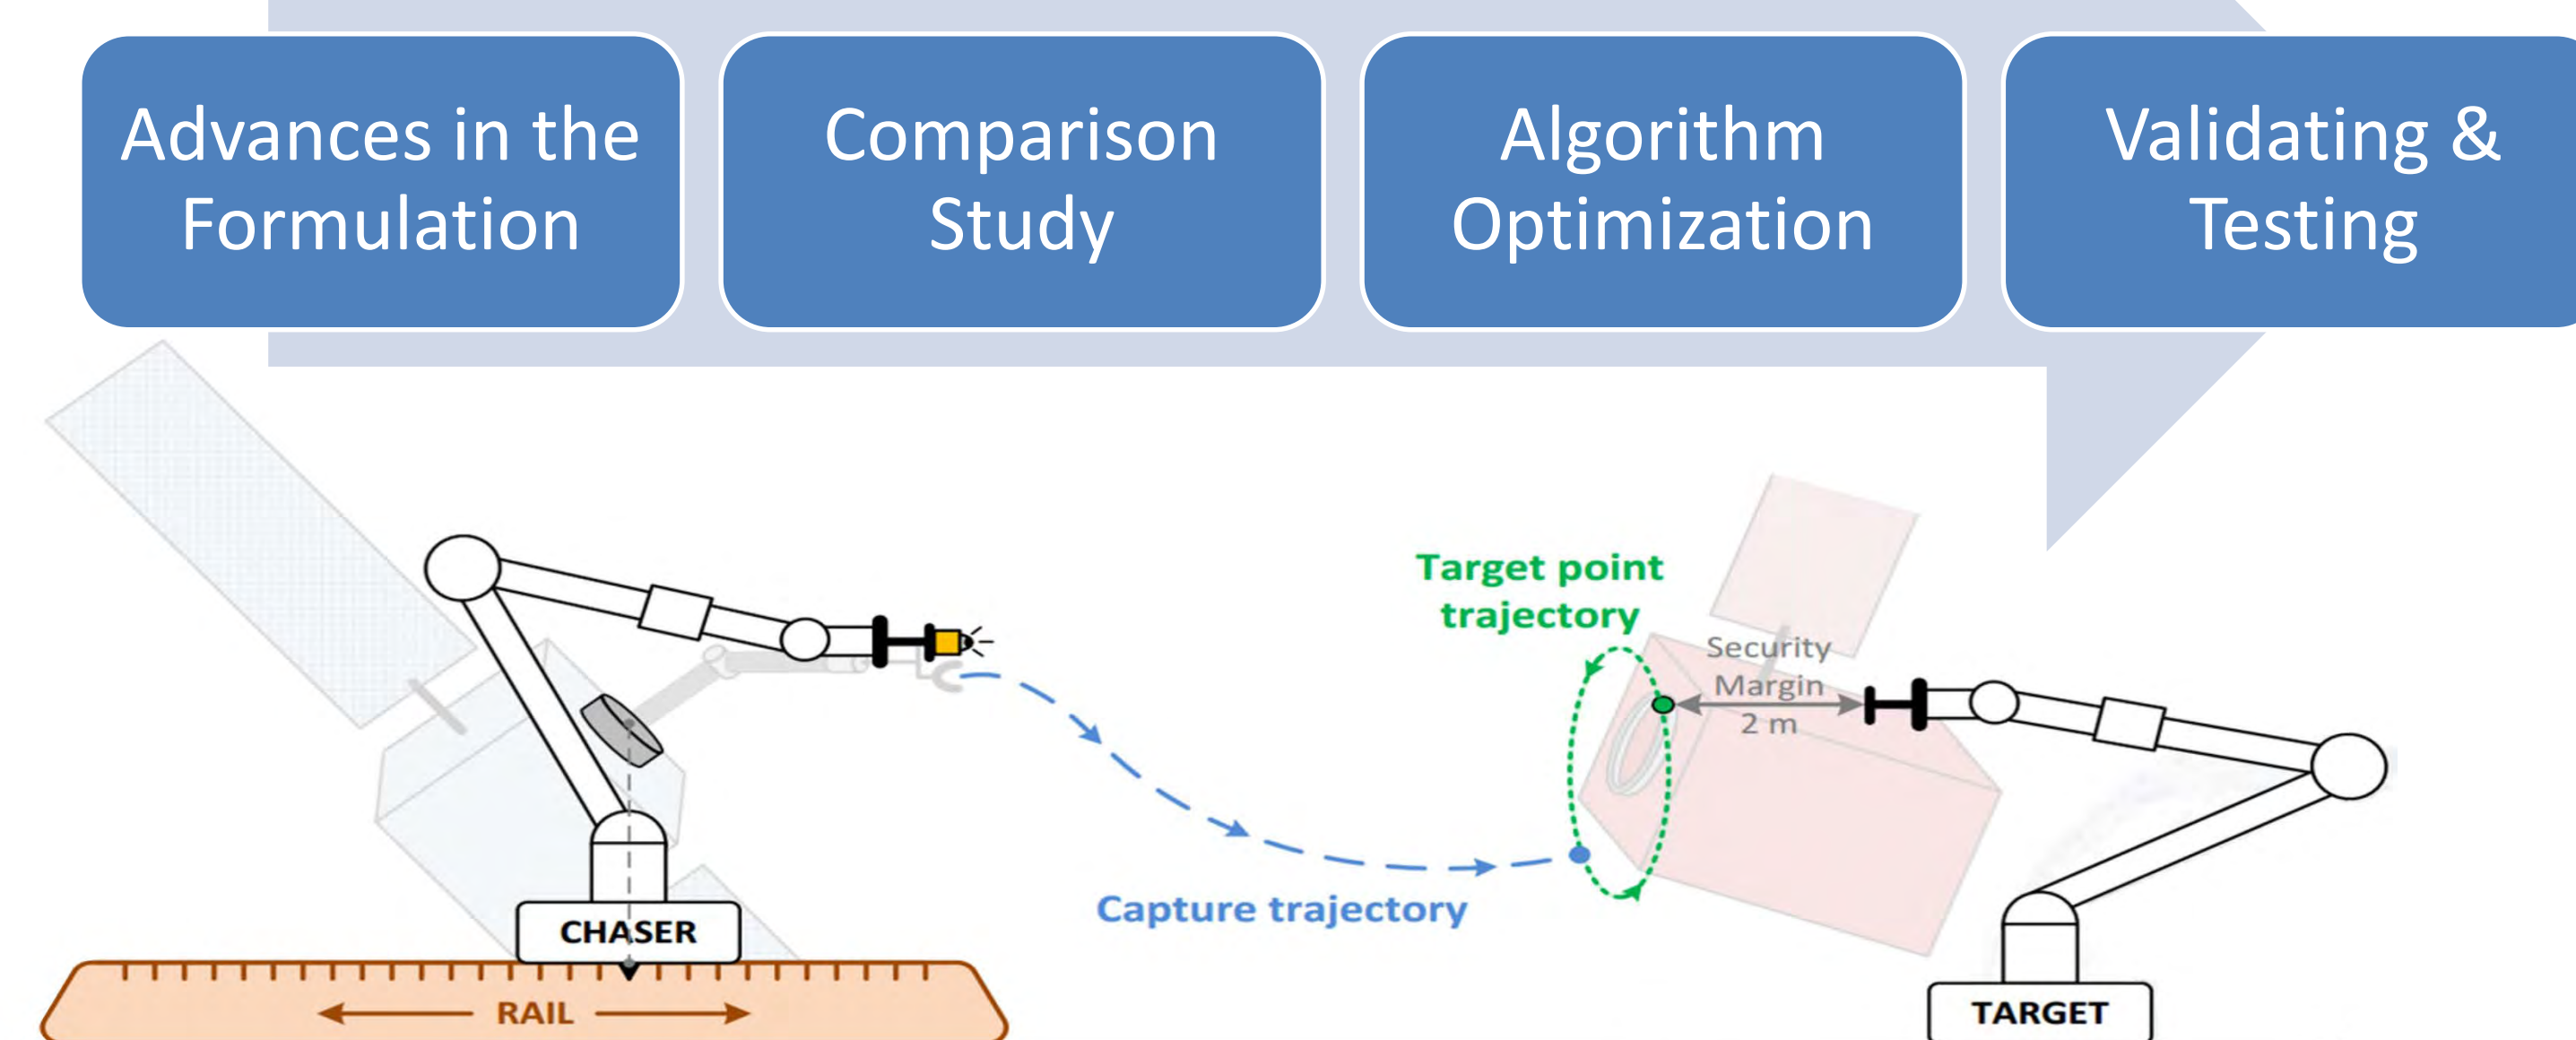 Advances in the
Formulation
Comparison
Study
Algorithm
Optimization
Validating &
Testing
Target point
trajectory
Security
Margin
2 m
Capture trajectory
CHASER
RAIL
TARGET